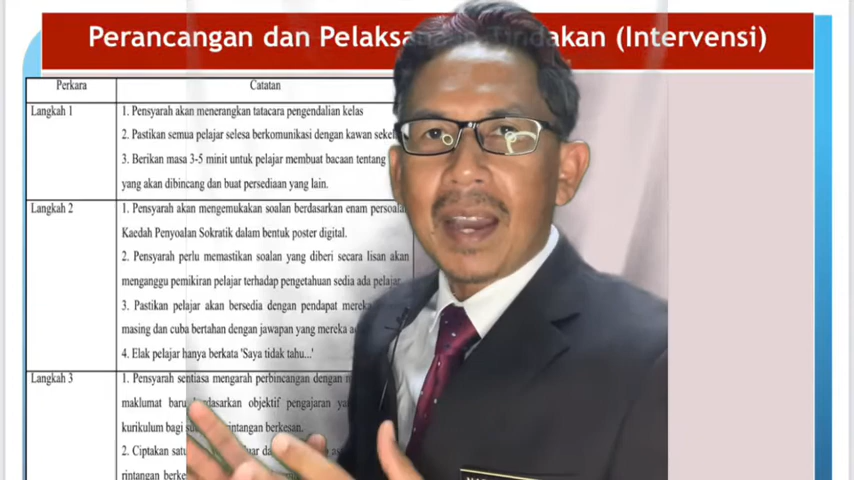 Perancangan dan Pelaksanaan Tindakan (Intervensi)
Perkara Catatan
Langkah 1 1. Pensyarah akan menerangkan tatacara pengendalian kelas
2. Pastikan semua pelajar selesa berkomunikasi dengan kawan
3. Berikan masa 3-5 minit untuk pelajar membuat bacaan tentang
yang akan dibincang dan buat persediaan yang lain.
Langkah 2 1. Pensyarah akan mengemukakan soalan berdasarkan enam
Kaedah Penyoalan Sokratik dalam bentuk poster digital.
2. Pensyarah perlu memastikan soalan yang diberi secara lisan akan
menganggu pemikiran pelajar terhadap pengetahuan sedia ada pelajar.
3. Pastikan pelajar akan bersedia dengan pendapat
masing dan cuba bertahan dengan jawapan yang mereka
4. Elak pelajar hanya berkata 'Saya tidak tahu...'
Langkah 3 1. Pensyarah sentiasa mengarah perbincangan dengan
maklumat baru berdasarkan objektif pengajaran
kurikulum bagi rintangan berkesan.
2. Ciptakan
rintangan